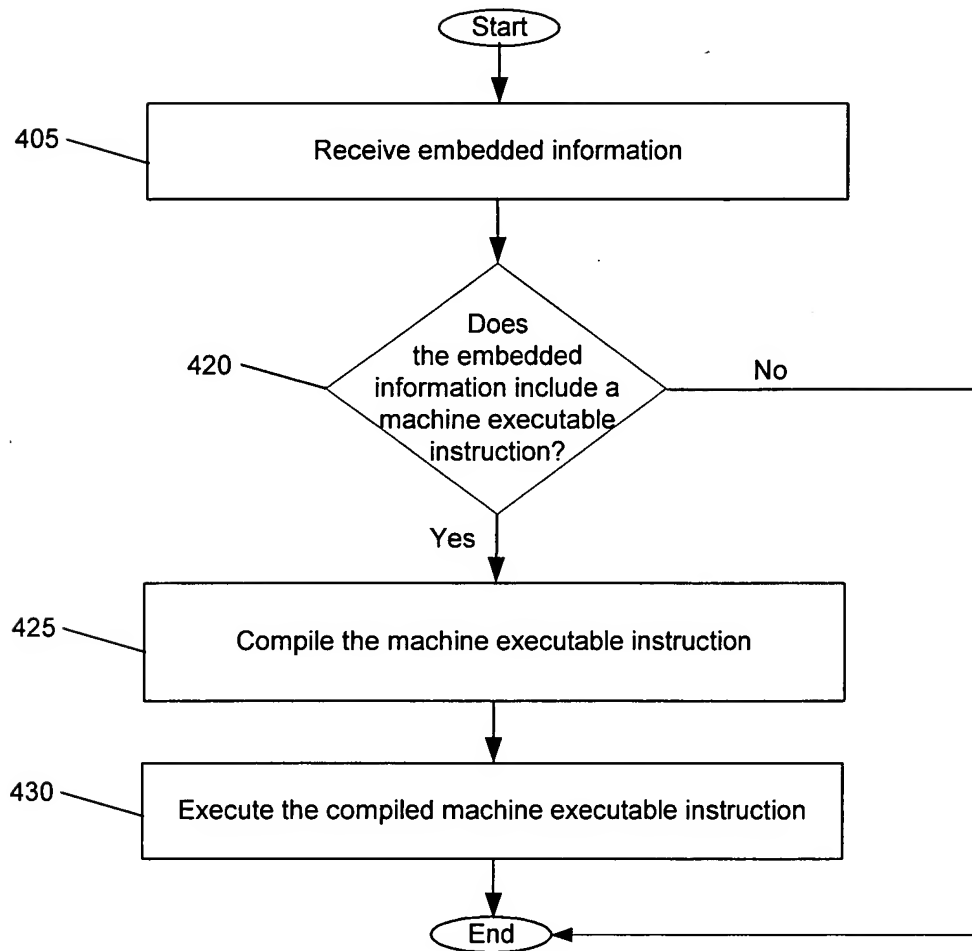 Start
405
Receive embedded information
Does
the embedded
information include a
machine executable
instruction?
420
No
Yes
425
Compile the machine executable instruction
430
Execute the compiled machine executable instruction
End